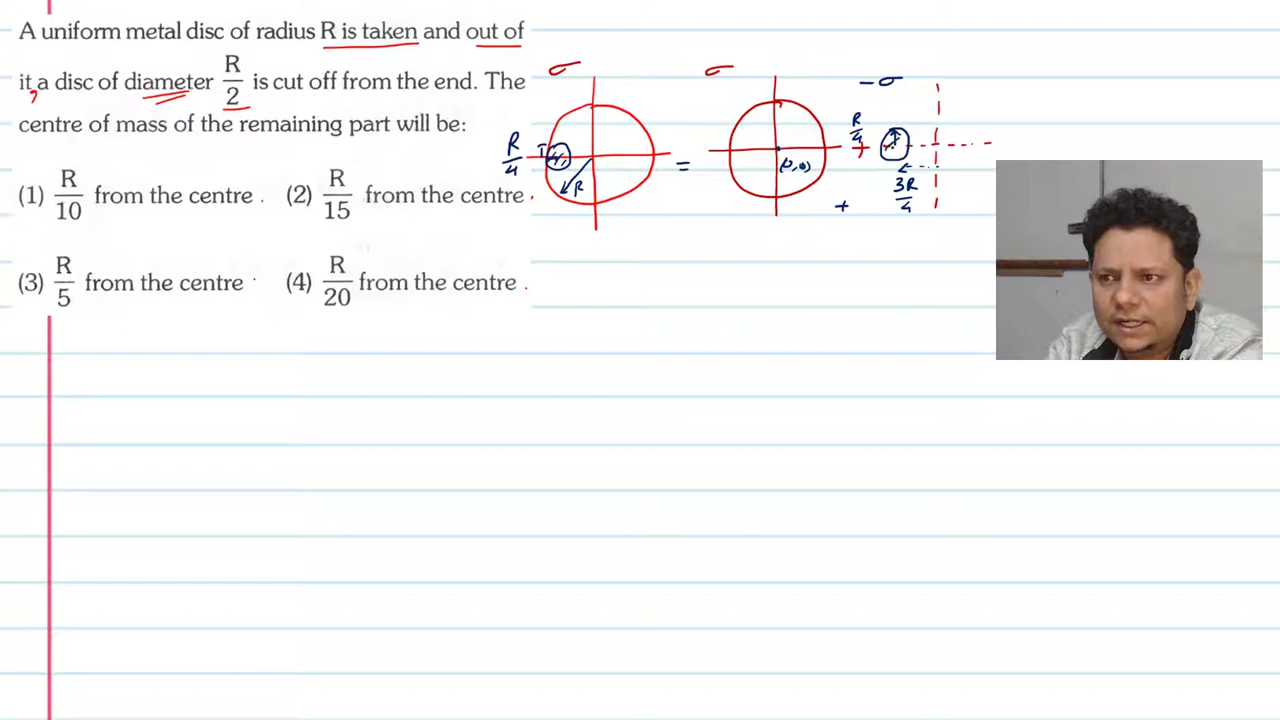 A uniform metal disc of radius R is taken and out of
it, a disc of diameter R/2 is cut off from the end. The
centre of mass of the remaining part will be:
(1) R/10 from the centre . (2) R/15 from the centre .
(3) R/5 from the centre . (4) R/20 from the centre .
σ σ -σ
R/4 R = (0,0) + R/4
+ 3R/4